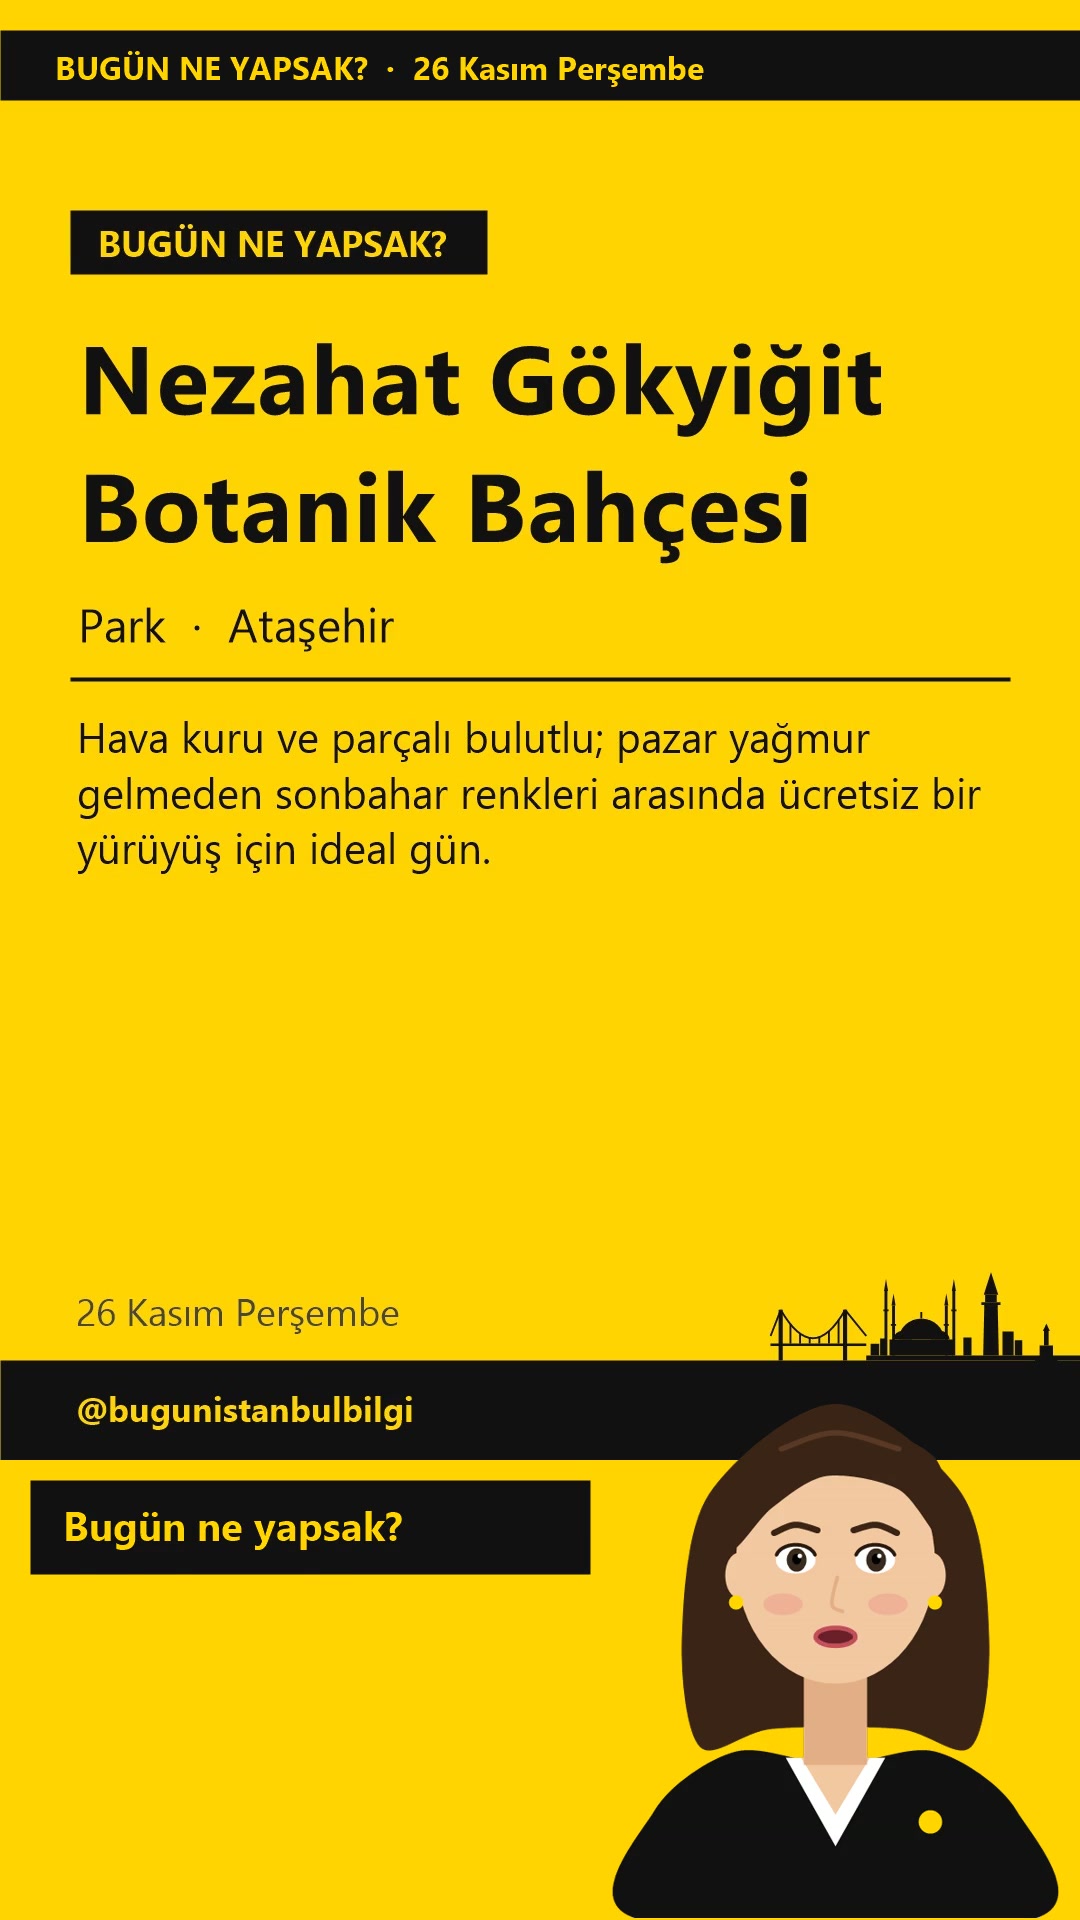 BUGÜN NE YAPSAK? · 26 Kasım Perşembe
BUGÜN NE YAPSAK?
Nezahat Gökyiğit
Botanik Bahçesi
Park · Ataşehir
Hava kuru ve parçalı bulutlu; pazar yağmur
gelmeden sonbahar renkleri arasında ücretsiz bir
yürüyüş için ideal gün.
26 Kasım Perşembe
@bugunistanbulbilgi
Bugün ne yapsak?